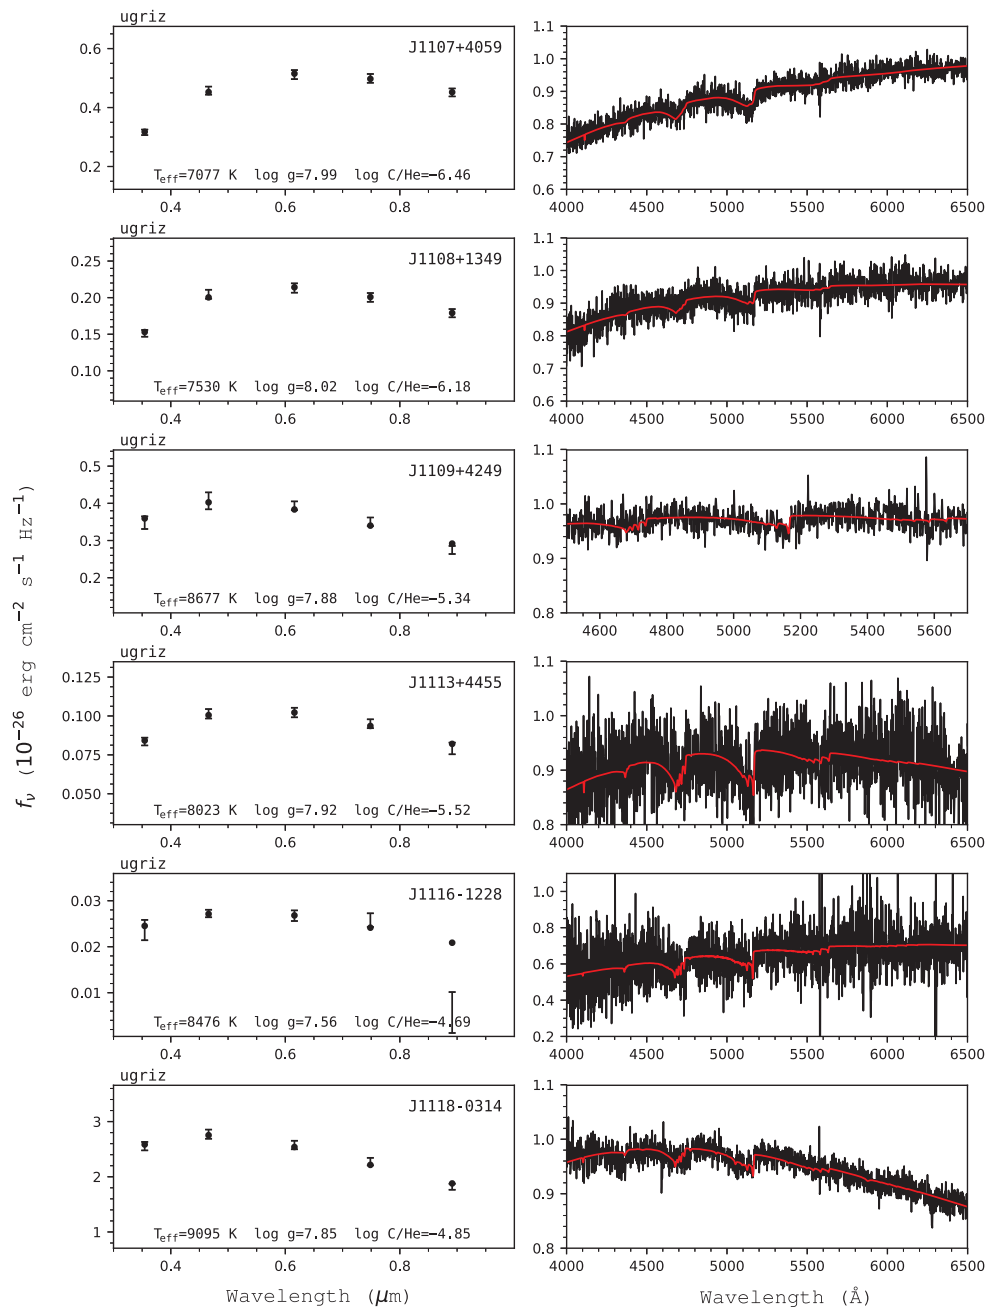 ugriz
J1107+4059
0.6
0.4
0.2
T_eff=7077 K log g=7.99 log C/He=−6.46
0.4 0.6 0.8
1.1
1.0
0.9
0.8
0.7
0.6
4000 4500 5000 5500 6000 6500
ugriz
J1108+1349
0.25
0.20
0.15
0.10
T_eff=7530 K log g=8.02 log C/He=−6.18
0.4 0.6 0.8
1.1
1.0
0.9
0.8
0.7
0.6
4000 4500 5000 5500 6000 6500
ugriz
J1109+4249
0.5
0.4
0.3
0.2
T_eff=8677 K log g=7.88 log C/He=−5.34
0.4 0.6 0.8
1.1
1.0
0.9
0.8
4600 4800 5000 5200 5400 5600
ugriz
J1113+4455
0.125
0.100
0.075
0.050
T_eff=8023 K log g=7.92 log C/He=−5.52
0.4 0.6 0.8
1.1
1.0
0.9
0.8
4000 4500 5000 5500 6000 6500
ugriz
J1116-1228
0.03
0.02
0.01
T_eff=8476 K log g=7.56 log C/He=−4.69
0.4 0.6 0.8
1.0
0.8
0.6
0.4
0.2
4000 4500 5000 5500 6000 6500
ugriz
J1118-0314
3
2
1
T_eff=9095 K log g=7.85 log C/He=−4.85
0.4 0.6 0.8
1.1
1.0
0.9
0.8
4000 4500 5000 5500 6000 6500
f_ν (10⁻²⁶ erg cm⁻² s⁻¹ Hz⁻¹)
Wavelength (μm)
Wavelength (Å)